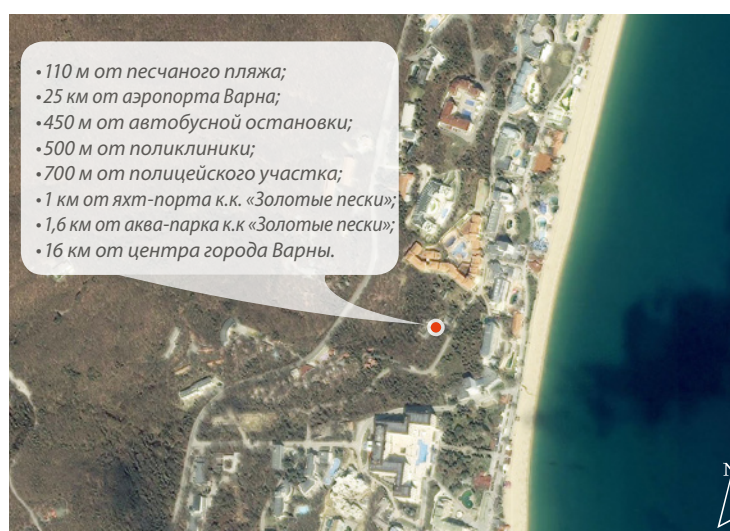 • 110 м от песчаного пляжа;
• 25 км от аэропорта Варна;
• 450 м от автобусной остановки;
• 500 м от поликлиники;
• 700 м от полицейского участка;
• 1 км от яхт-порта к.к. «Золотые пески»;
• 1,6 км от аква-парка к.к «Золотые пески»;
• 16 км от центра города Варны.
N